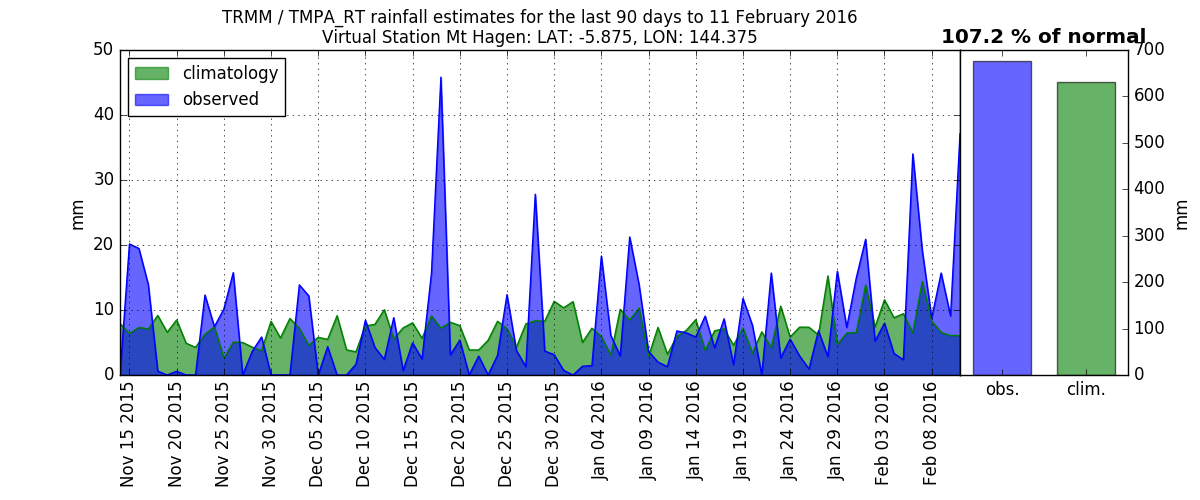 TRMM / TMPA_RT rainfall estimates for the last 90 days to 11 February 2016
Virtual Station Mt Hagen: LAT: -5.875, LON: 144.375
107.2 % of normal
climatology
observed
mm
50
40
30
20
10
0
Nov 15 2015
Nov 20 2015
Nov 25 2015
Nov 30 2015
Dec 05 2015
Dec 10 2015
Dec 15 2015
Dec 20 2015
Dec 25 2015
Dec 30 2015
Jan 04 2016
Jan 09 2016
Jan 14 2016
Jan 19 2016
Jan 24 2016
Jan 29 2016
Feb 03 2016
Feb 08 2016
obs.
clim.
700
600
500
400
300
200
100
0
mm